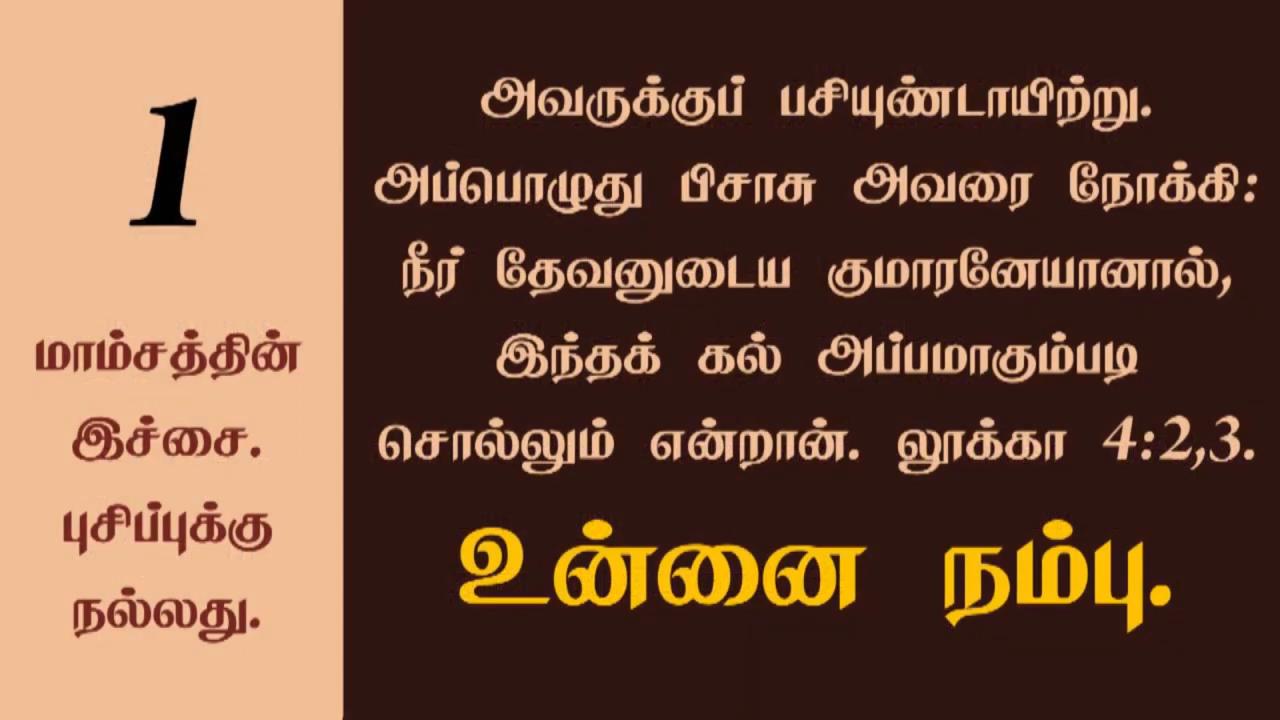 1
மாம்சத்தின்
இச்சை.
புசிப்புக்கு
நல்லது.
அவருக்குப் பசியுண்டாயிற்று.
அப்பொழுது பிசாசு அவரை நோக்கி:
நீர் தேவனுடைய குமாரனேயானால்,
இந்தக் கல் அப்பமாகும்படி
சொல்லும் என்றான். லூக்கா 4:2,3.
உன்னை நம்பு.